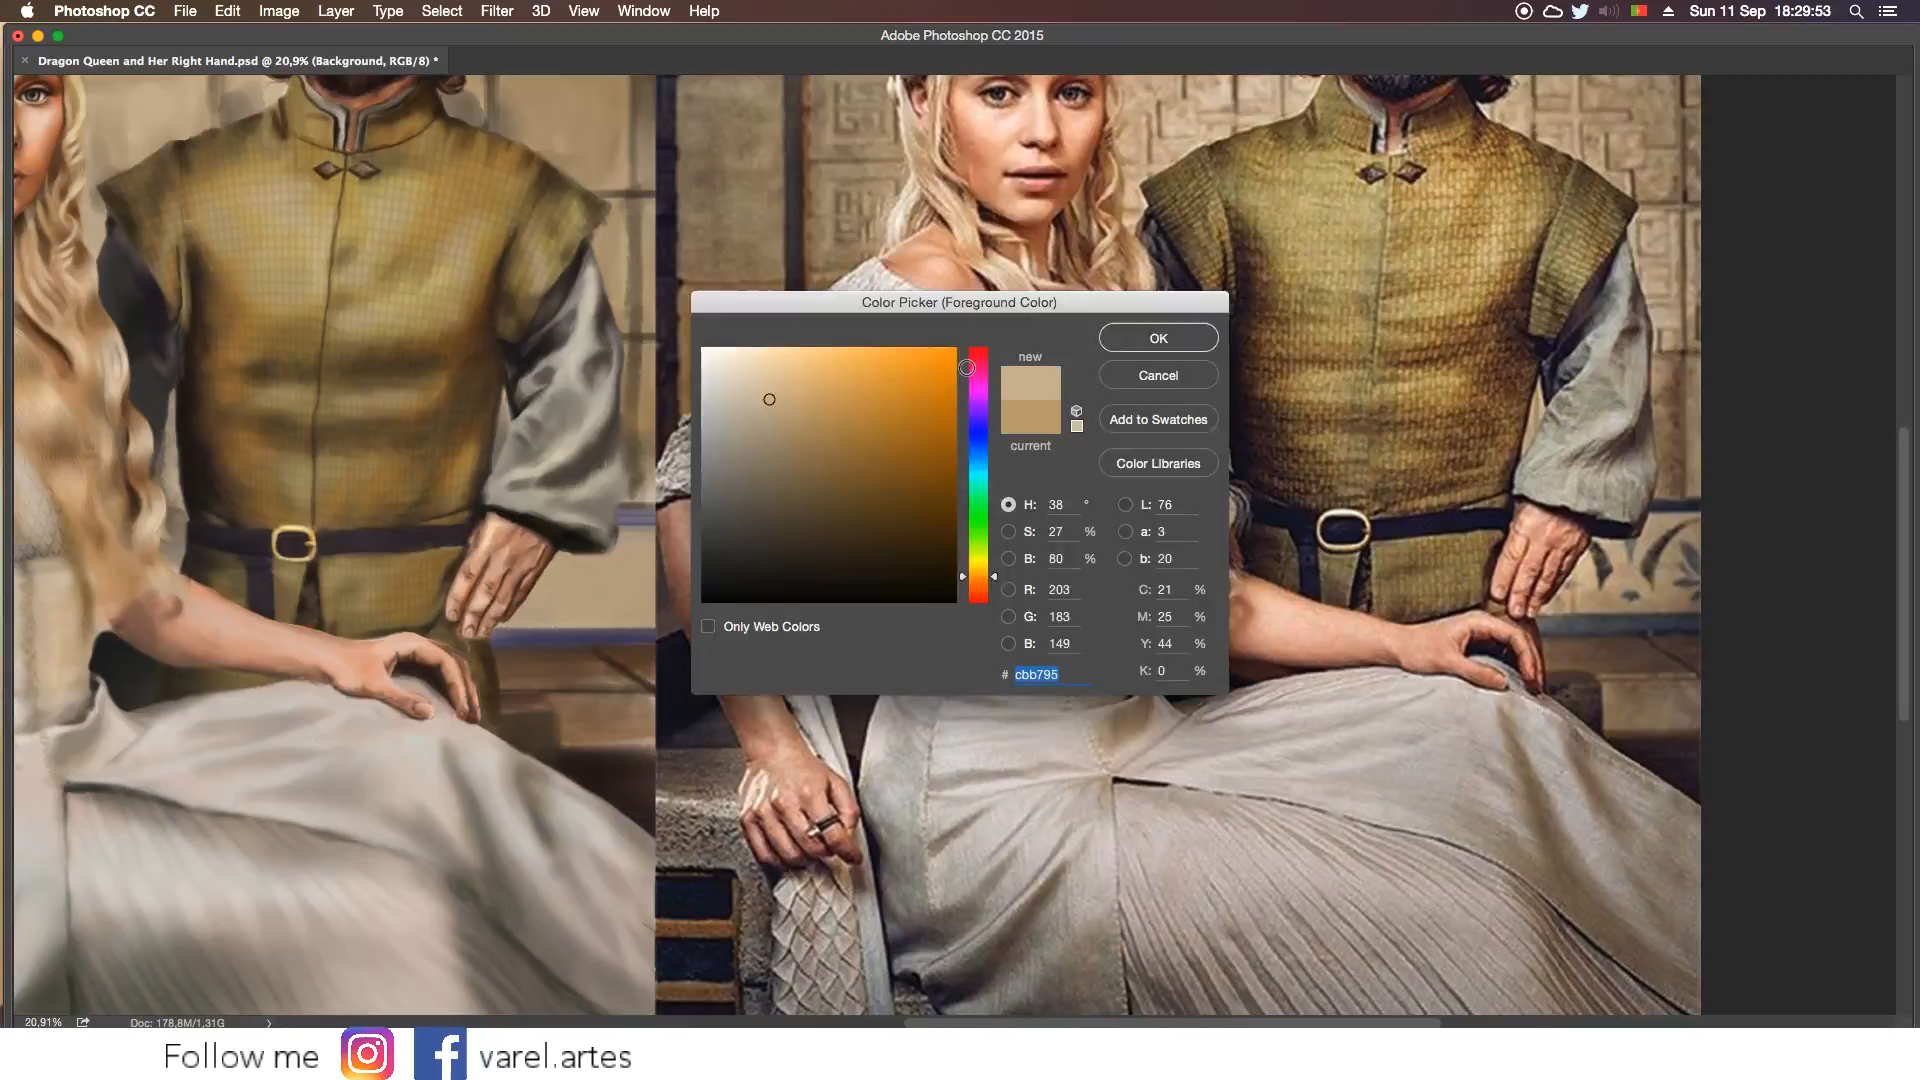 Photoshop CC File Edit Image Layer Type Select Filter 3D View Window Help Sun 11 Sep 18:29:53
Adobe Photoshop CC 2015
× Dragon Queen and Her Right Hand.psd @ 20,9% (Background, RGB/8) *
Color Picker (Foreground Color)
new
current
OK
Cancel
Add to Swatches
Color Libraries
H: 38 ° L: 76
S: 27 % a: 3
B: 80 % b: 20
R: 203 C: 21 %
G: 183 M: 25 %
B: 149 Y: 44 %
# cbb795 K: 0 %
Only Web Colors
20,91% Doc: 178,8M/1,31G
Follow me varel.artes